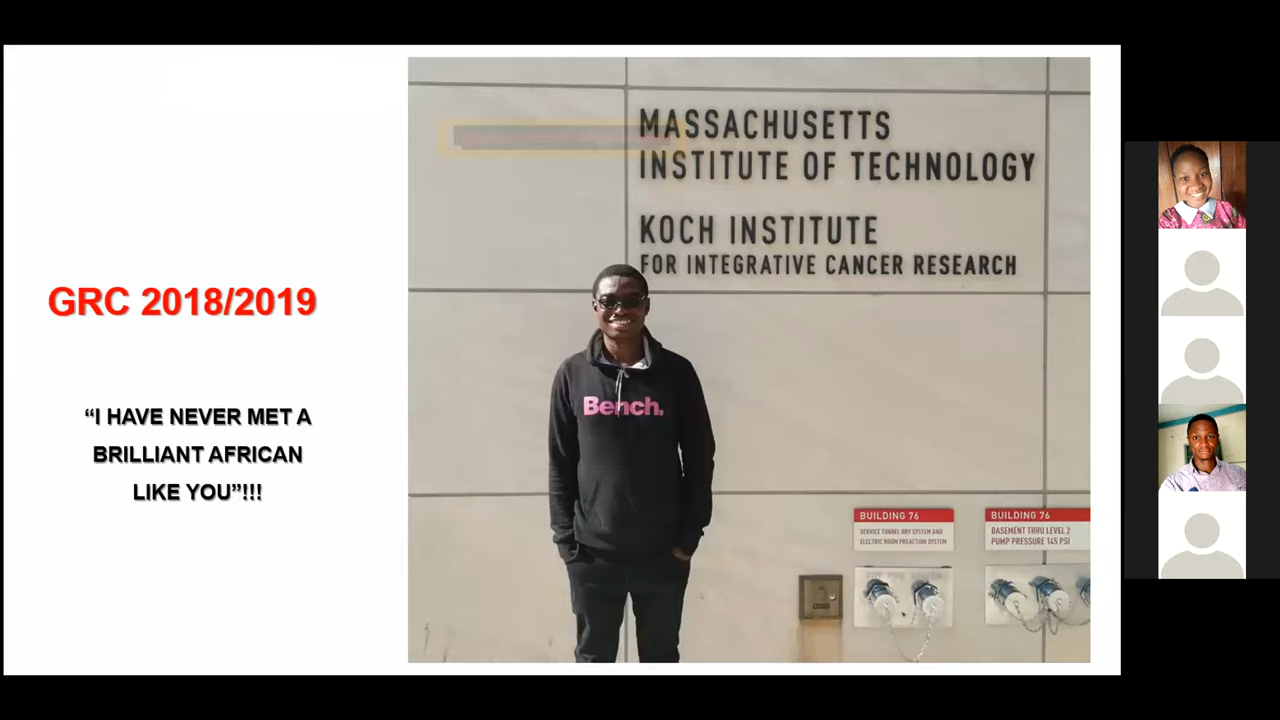 GRC 2018/2019
“I HAVE NEVER MET A
BRILLIANT AFRICAN
LIKE YOU”!!!
MASSACHUSETTS
INSTITUTE OF TECHNOLOGY
KOCH INSTITUTE
FOR INTEGRATIVE CANCER RESEARCH
Bench.
BUILDING 76
SERVICE TUNNEL DRY SYSTEM AND
ELECTRIC ROOM PREACTION SYSTEM
BUILDING 76
BASEMENT THRU LEVEL 2
PUMP PRESSURE 145 PSI